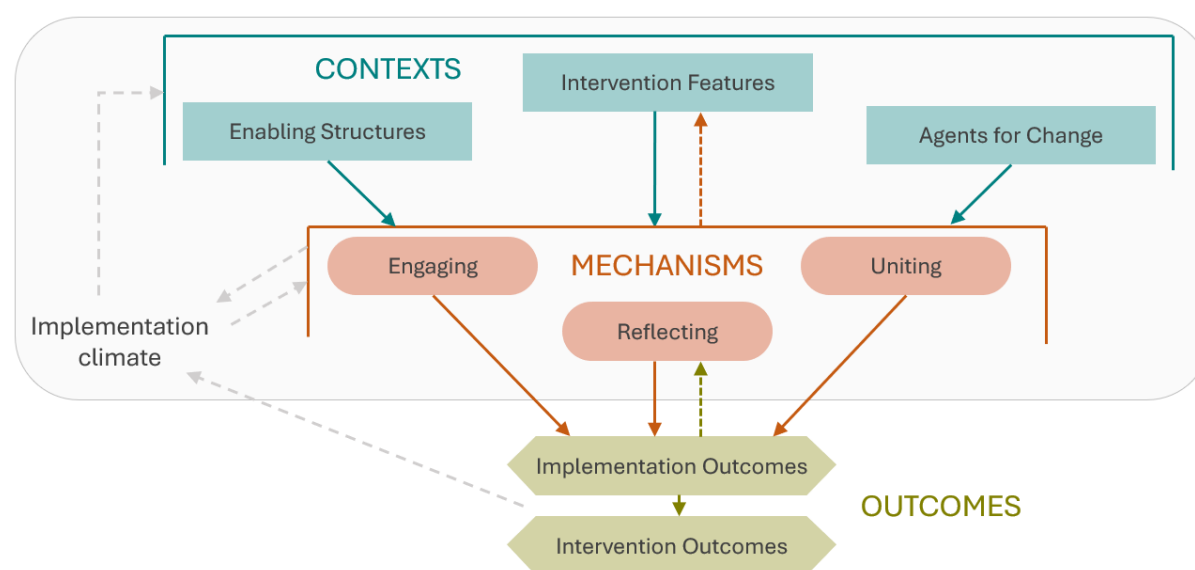 CONTEXTS
Intervention Features
Enabling Structures
Agents for Change
Engaging
MECHANISMS
Uniting
Reflecting
Implementation
climate
Implementation Outcomes
OUTCOMES
Intervention Outcomes